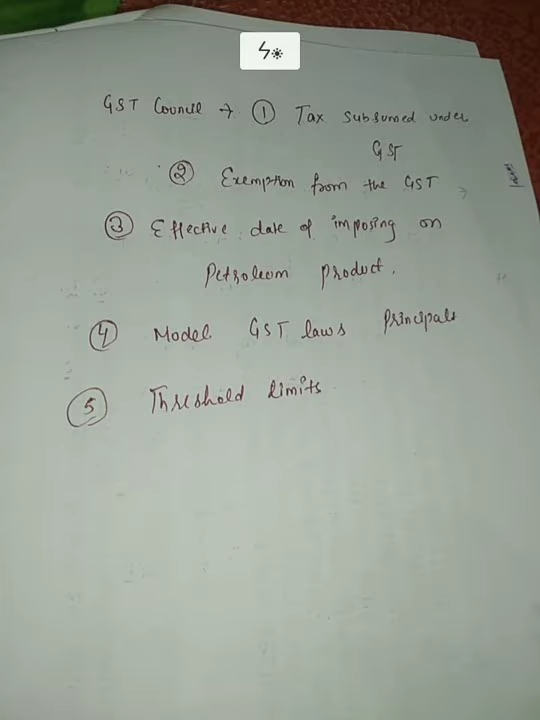 GST Council → ① Tax subsumed under
GST
② Exemption from the GST
③ Effective date of imposing on
Petroleum product.
④ Model GST laws principals
⑤ Threshold limits